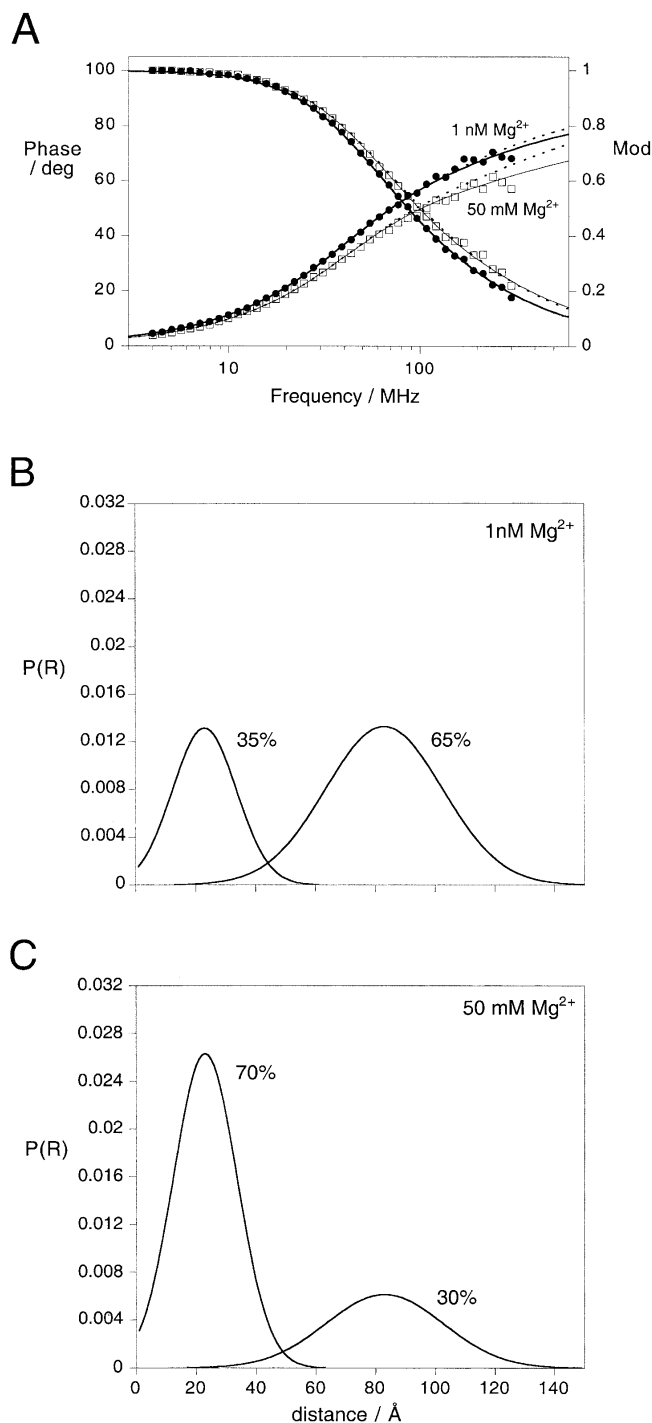 A
100
80
60
40
20
0
Phase
/ deg
1
0.8
0.6
0.4
0.2
0
Mod
1 nM Mg²⁺
50 mM Mg²⁺
10
100
Frequency / MHz
B
0.032
0.028
0.024
0.02
0.016
0.012
0.008
0.004
0
P(R)
1nM Mg²⁺
35%
65%
C
0.032
0.028
0.024
0.02
0.016
0.012
0.008
0.004
0
P(R)
50 mM Mg²⁺
70%
30%
0 20 40 60 80 100 120 140
distance / Å